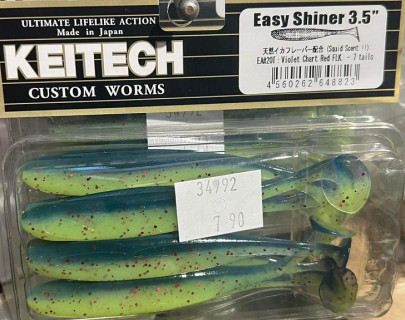 ULTIMATE LIFELIKE ACTION
Made in Japan
KEITECH
CUSTOM WORMS
Easy Shiner 3.5"
天然イカフレーバー配合 (Squid Scent !!)
EA#20T : Violet Chart Red FLK - 7 tails
4 560262 648823
34992
34992
7-90